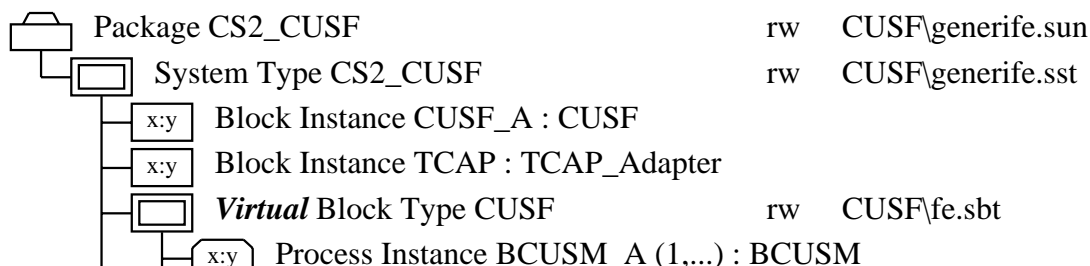 Package CS2_CUSF rw CUSF\generife.sun
System Type CS2_CUSF rw CUSF\generife.sst
x:y Block Instance CUSF_A : CUSF
x:y Block Instance TCAP : TCAP_Adapter
Virtual Block Type CUSF rw CUSF\fe.sbt
x:y Process Instance BCUSM_A (1,...) : BCUSM